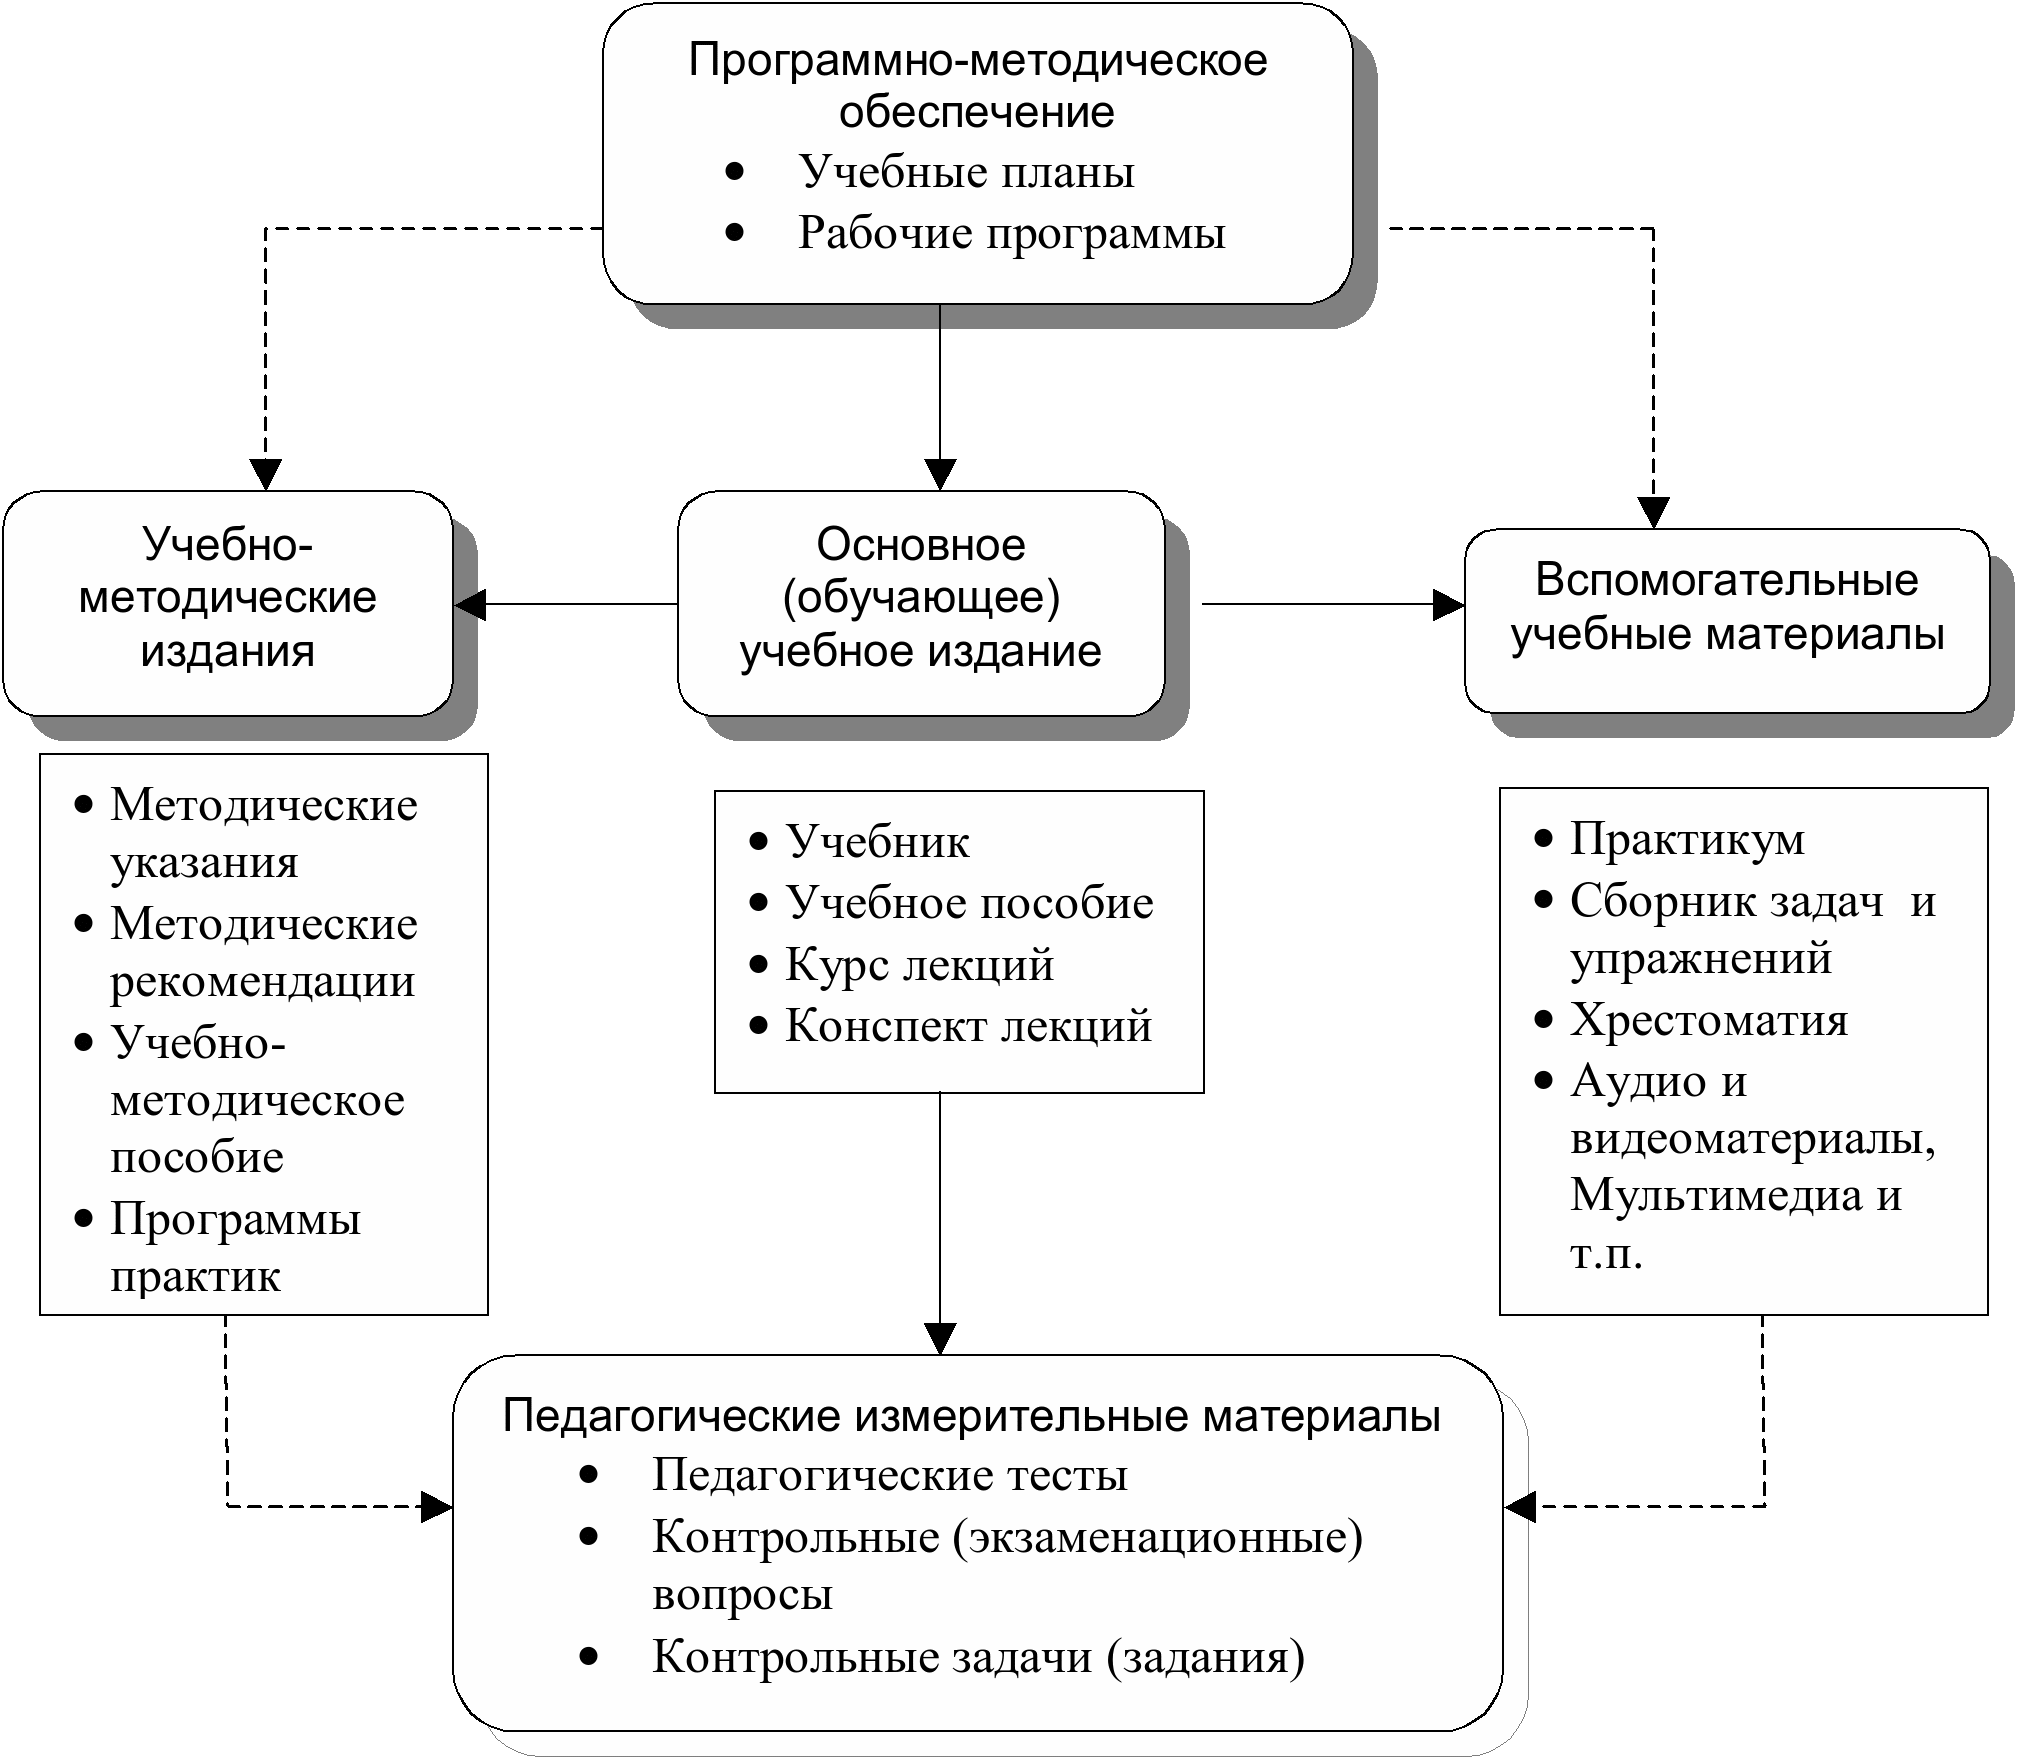 Программно-методическое
обеспечение
• Учебные планы
• Рабочие программы
Учебно-
методические
издания
Основное
(обучающее)
учебное издание
Вспомогательные
учебные материалы
• Методические
указания
• Методические
рекомендации
• Учебно-
методическое
пособие
• Программы
практик
• Учебник
• Учебное пособие
• Курс лекций
• Конспект лекций
• Практикум
• Сборник задач и
упражнений
• Хрестоматия
• Аудио и
видеоматериалы,
Мультимедиа и
т.п.
Педагогические измерительные материалы
• Педагогические тесты
• Контрольные (экзаменационные)
вопросы
• Контрольные задачи (задания)